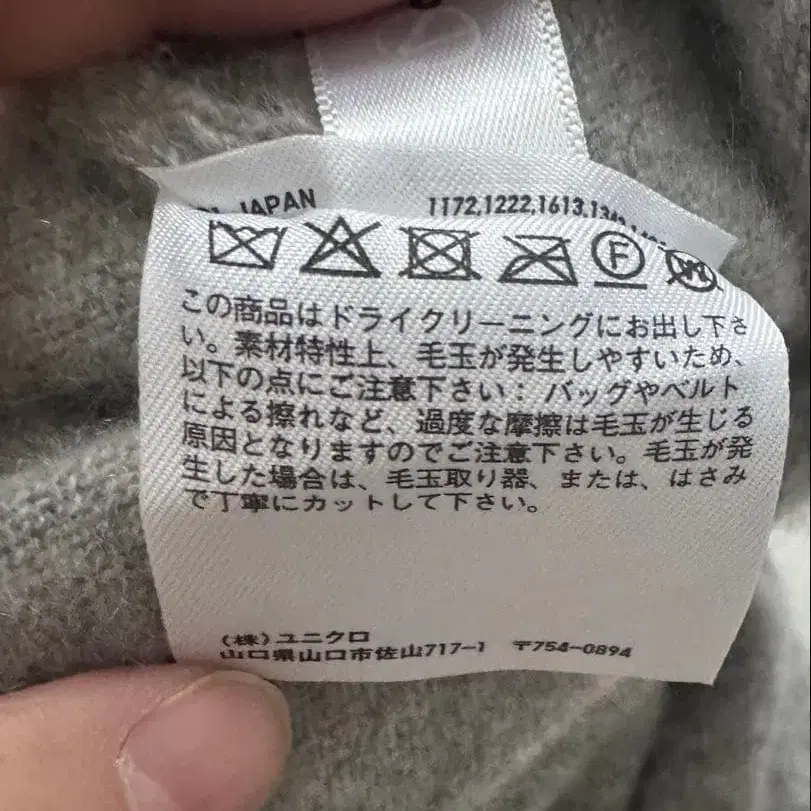 JAPAN
1172,1222,1613,
F
この商品はドライクリーニングにお出し下さ
い。素材特性上、毛玉が発生しやすいため、
以下の点にご注意下さい：バッグやベルト
による擦れなど、過度な摩擦は毛玉が生じる
原因となりますのでご注意下さい。毛玉が発
生した場合は、毛玉取り器、または、はさみ
で丁寧にカットして下さい。
(株)ユニクロ
山口県山口市佐山717-1 〒754-0894